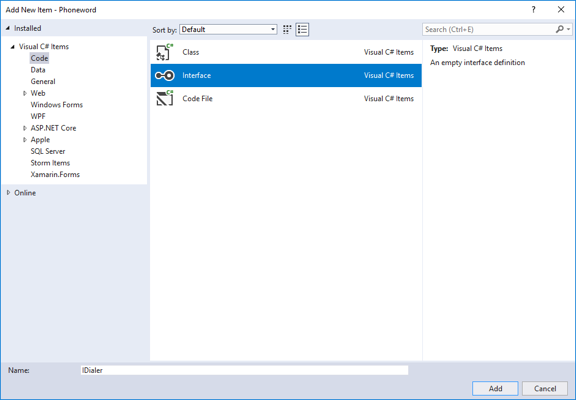 Add New Item - Phoneword
Installed
Sort by: Default
Search (Ctrl+E)
Visual C# Items
Code
Data
General
Web
Windows Forms
WPF
ASP.NET Core
Apple
SQL Server
Storm Items
Xamarin.Forms
Online
C# Class Visual C# Items
Interface Visual C# Items
C# Code File Visual C# Items
Type: Visual C# Items
An empty interface definition
Name: IDialer
Add Cancel